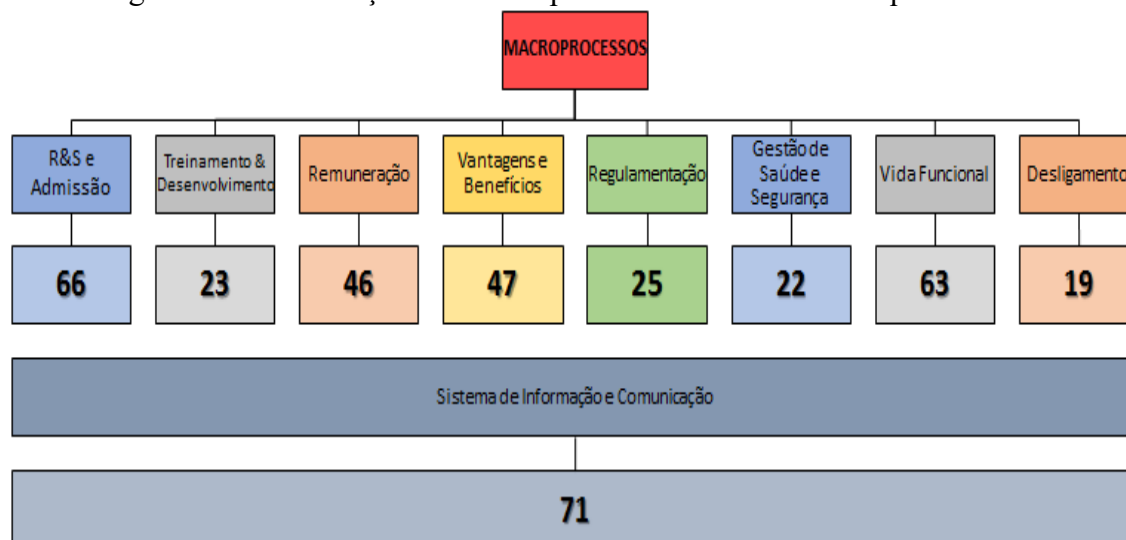 MACROPROCESSOS
R&S e
Admissão
Treinamento &
Desenvolvimento
Remuneração
Vantagens e
Benefícios
Regulamentação
Gestão de
Saúde e
Segurança
Vida Funcional
Desligamento
66
23
46
47
25
22
63
19
Sistema de Informação e Comunicação
71